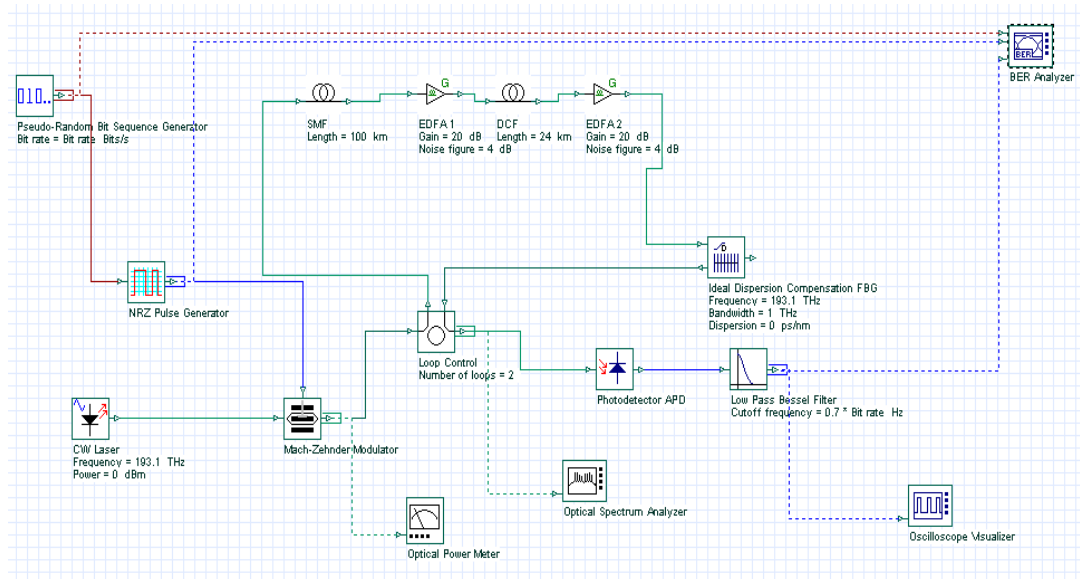 BER
BER Analyzer
010..
Pseudo-Random Bit Sequence Generator
Bit rate = Bit rate Bits/s
SMF
Length = 100 km
G
EDFA1
Gain = 20 dB
Noise figure = 4 dB
DCF
Length = 24 km
G
EDFA2
Gain = 20 dB
Noise figure = 4 dB
D
Ideal Dispersion Compensation FBG
Frequency = 193.1 THz
Bandwidth = 1 THz
Dispersion = 0 ps/nm
NRZ Pulse Generator
Loop Control
Number of loops = 2
Photodetector APD
Low Pass Bessel Filter
Cutoff frequency = 0.7 * Bit rate Hz
CW Laser
Frequency = 193.1 THz
Power = 0 dBm
Mach-Zehnder Modulator
Optical Spectrum Analyzer
Optical Power Meter
Oscilloscope Visualizer